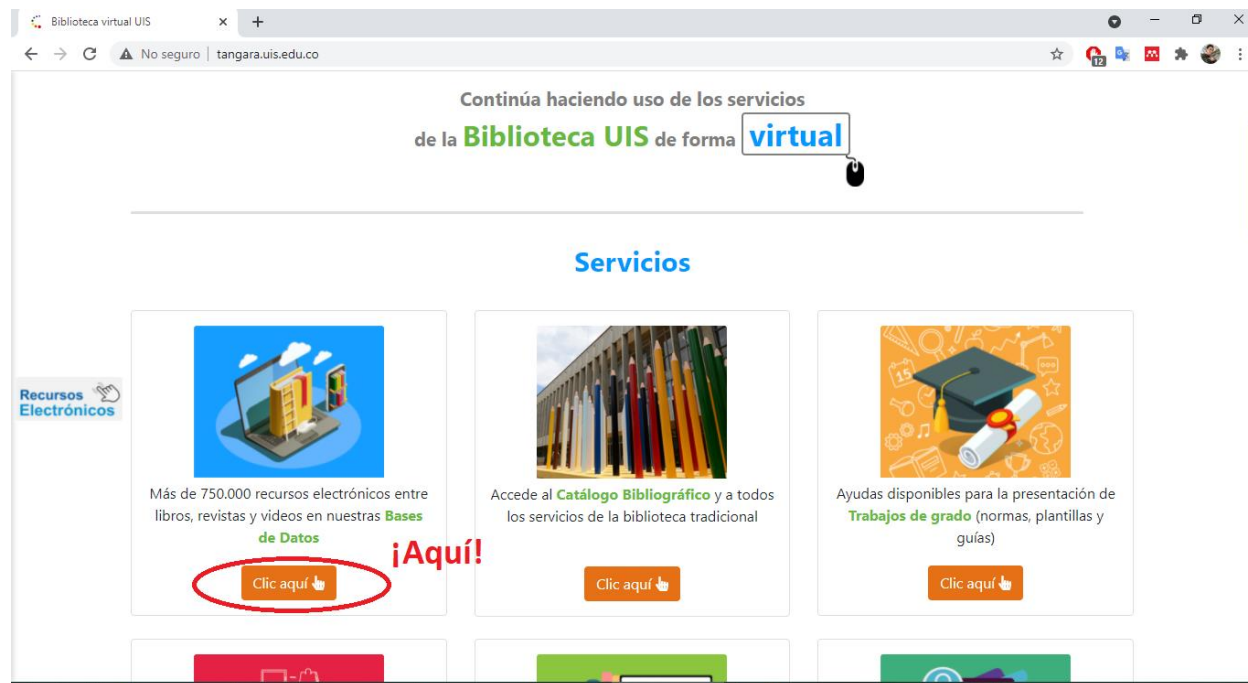 Biblioteca virtual UIS
No seguro | tangara.uis.edu.co
12
Continúa haciendo uso de los servicios
de la Biblioteca UIS de forma virtual
Servicios
Recursos
Electrónicos
15
Más de 750.000 recursos electrónicos entre
libros, revistas y videos en nuestras Bases
de Datos
¡Aquí!
Clic aquí
Accede al Catálogo Bibliográfico y a todos
los servicios de la biblioteca tradicional
Clic aquí
Ayudas disponibles para la presentación de
Trabajos de grado (normas, plantillas y
guías)
Clic aquí